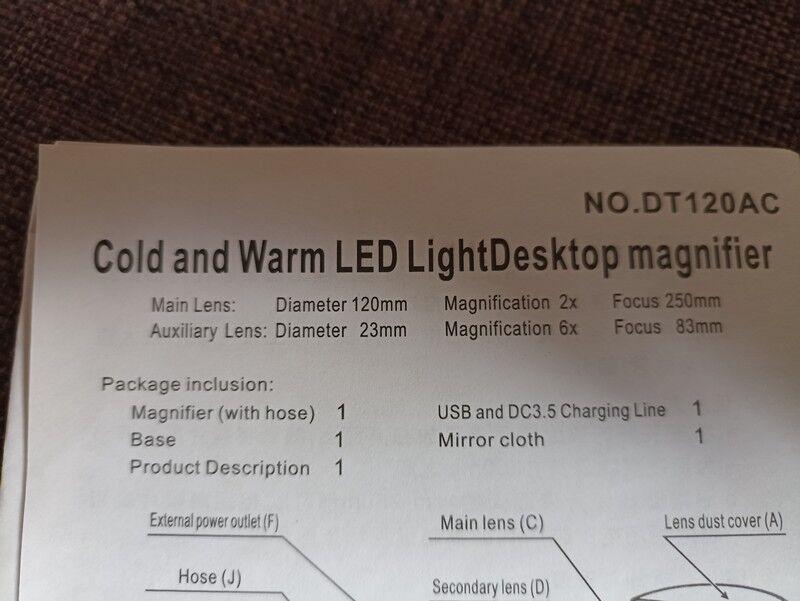 NO.DT120AC
Cold and Warm LED LightDesktop magnifier
Main Lens: Diameter 120mm Magnification 2x Focus 250mm
Auxiliary Lens: Diameter 23mm Magnification 6x Focus 83mm
Package inclusion:
Magnifier (with hose) 1 USB and DC3.5 Charging Line 1
Base 1 Mirror cloth 1
Product Description 1
External power outlet (F) Main lens (C) Lens dust cover (A)
Hose (J) Secondary lens (D)